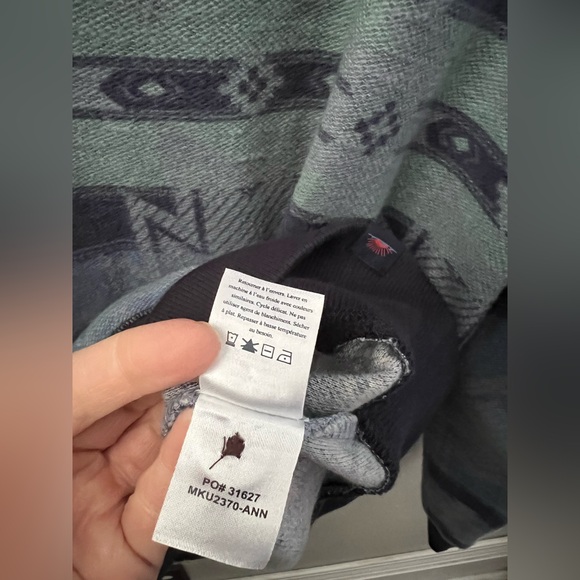 Retourner à l'envers. Laver en
machine à l'eau froide avec couleurs
similaires. Cycle délicat. Ne pas
utiliser agent de blanchiment. Sécher
à plat. Repasser à basse température
au besoin.
PO# 31627
MKU2370-ANN